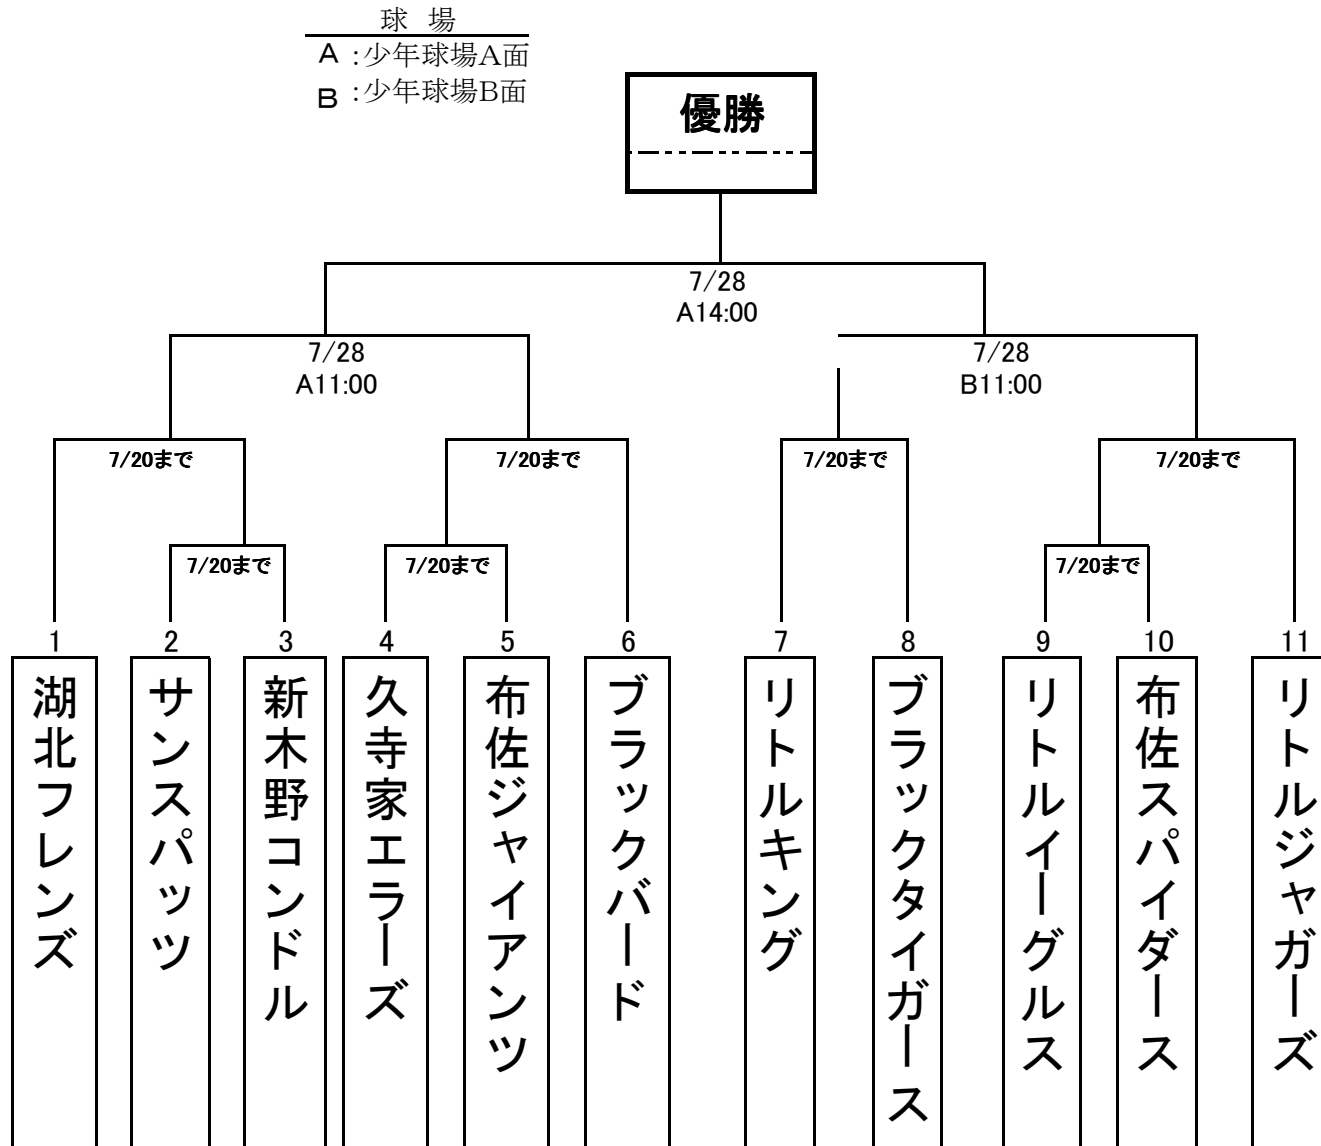 球 場
A :少年球場A面
B :少年球場B面
優勝
7/28
A14:00
7/28
A11:00
7/28
B11:00
7/20まで
7/20まで
7/20まで
7/20まで
7/20まで
7/20まで
7/20まで
1
2
3
4
5
6
7
8
9
10
11
湖北フレンズ
サンスパッツ
新木野コンドル
久寺家エラーズ
布佐ジャイアンツ
ブラックバード
リトルキング
ブラックタイガース
リトルイーグルス
布佐スパイダース
リトルジャガーズ